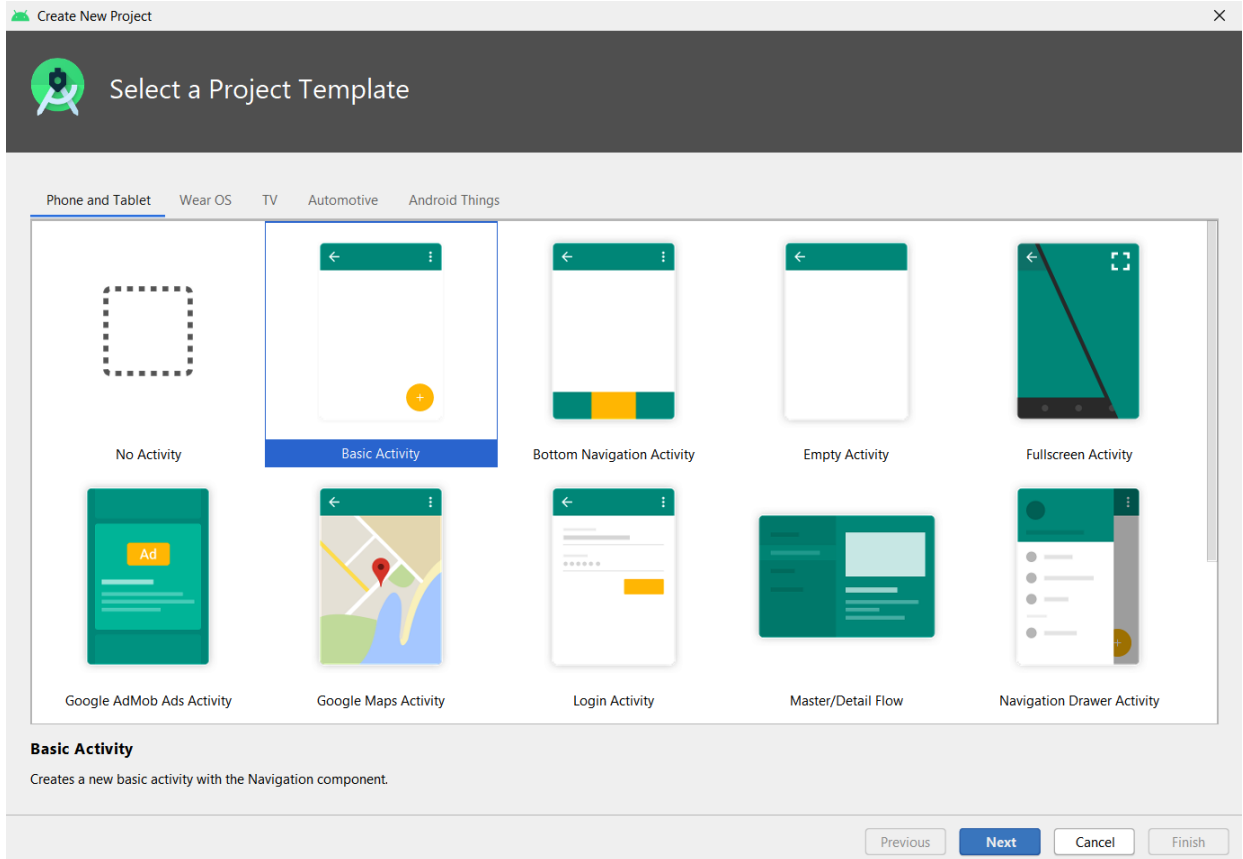 Create New Project
Select a Project Template
Phone and Tablet Wear OS TV Automotive Android Things
No Activity Basic Activity Bottom Navigation Activity Empty Activity Fullscreen Activity
Ad
Google AdMob Ads Activity Google Maps Activity Login Activity Master/Detail Flow Navigation Drawer Activity
Basic Activity
Creates a new basic activity with the Navigation component.
Previous Next Cancel Finish